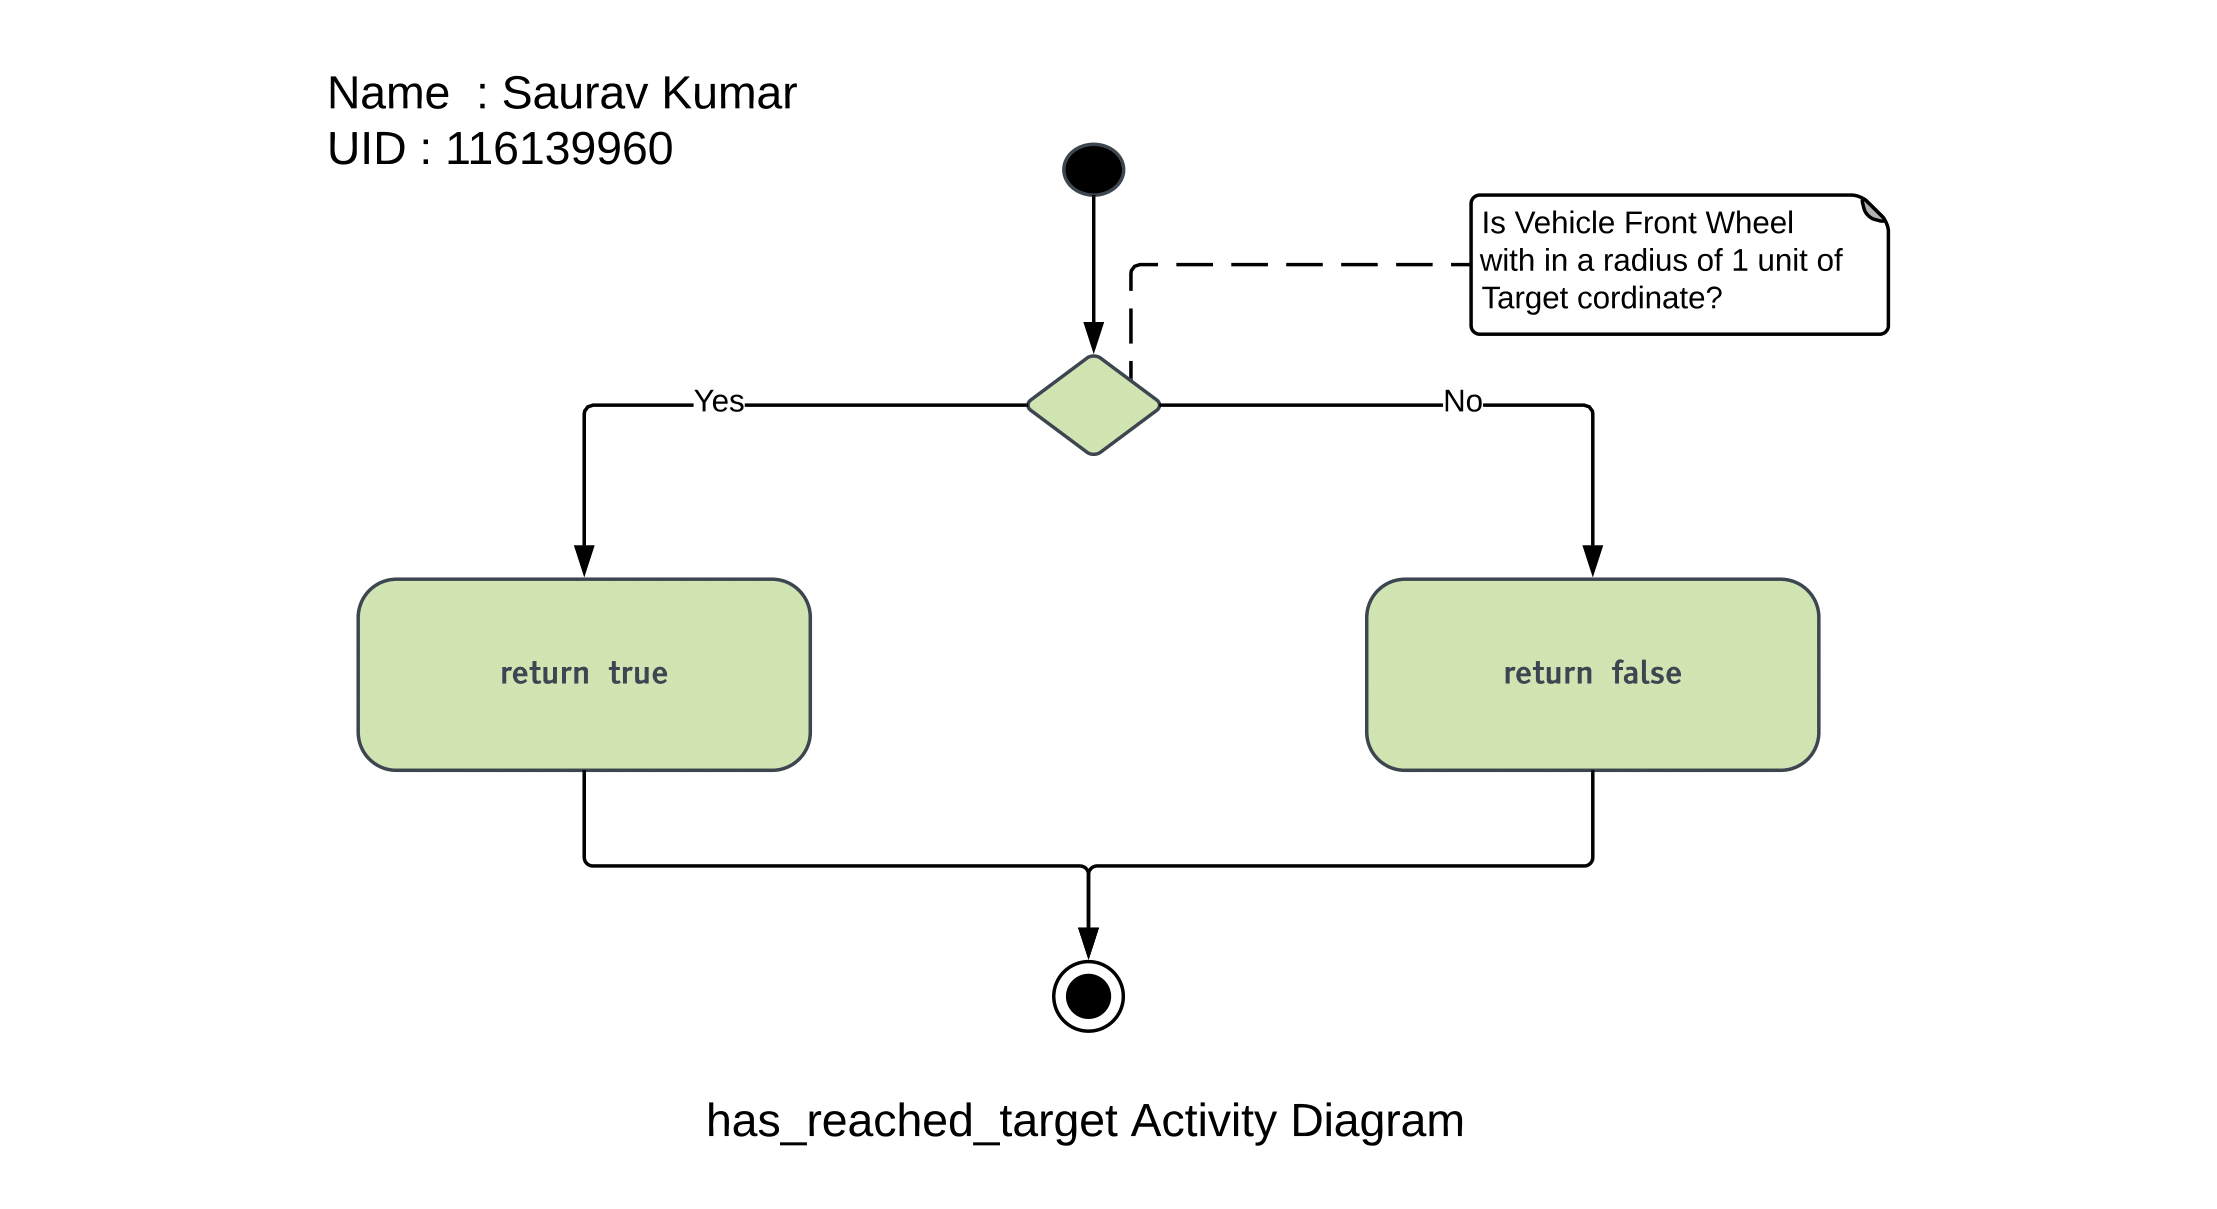 Name  : Saurav Kumar
UID : 116139960
Is Vehicle Front Wheel
with in a radius of 1 unit of
Target cordinate?
Yes
No
return true
return false
has_reached_target Activity Diagram